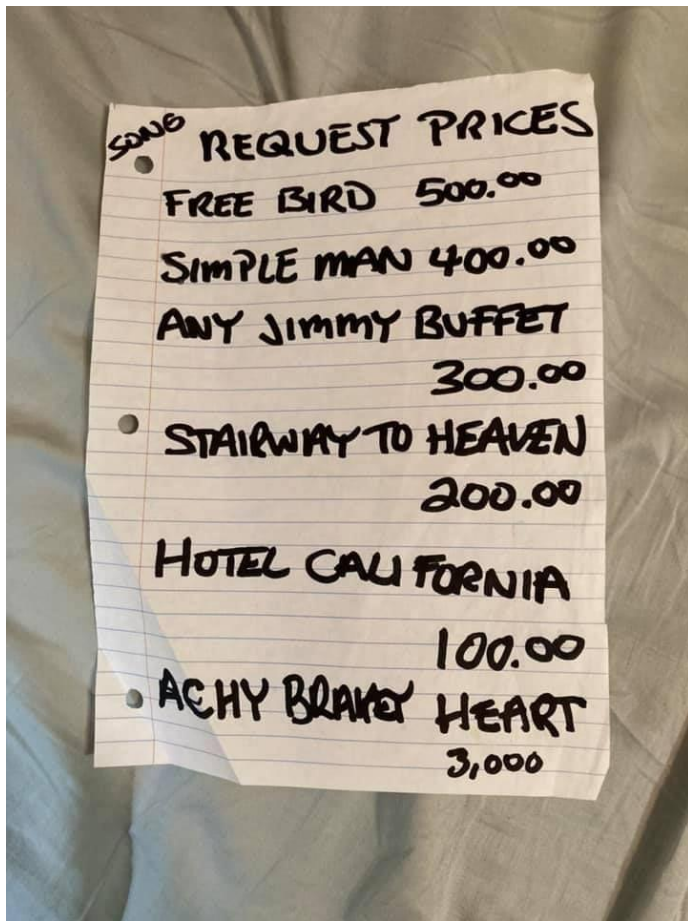 SONG REQUEST PRICES
FREE BIRD 500.00
SIMPLE MAN 400.00
ANY JIMMY BUFFET
300.00
STAIRWAY TO HEAVEN
200.00
HOTEL CALIFORNIA
100.00
ACHY BRAKEY HEART
3,000